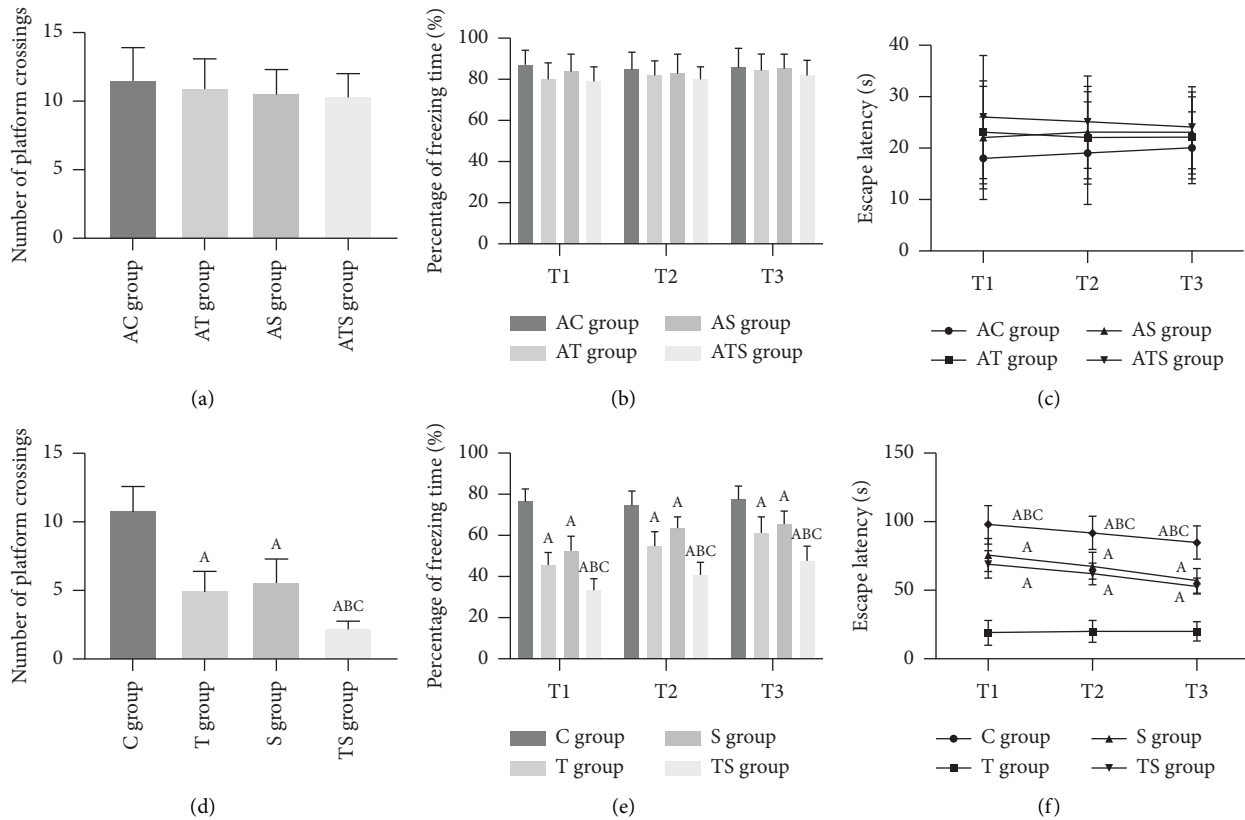 Number of platform crossings
15
10
5
0
AC group
AT group
AS group
ATS group
(a)
Percentage of freezing time (%)
100
80
60
40
20
0
T1 T2 T3
AC group AS group
AT group ATS group
(b)
Escape latency (s)
40
30
20
10
0
T1 T2 T3
AC group AS group
AT group ATS group
(c)
Number of platform crossings
15
10
5
0
A
A
ABC
C group
T group
S group
TS group
(d)
Percentage of freezing time (%)
100
80
60
40
20
0
A
A
ABC
A
A
ABC
A
A
ABC
T1 T2 T3
C group S group
T group TS group
(e)
Escape latency (s)
150
100
50
0
ABC ABC ABC
A A A
A A A
T1 T2 T3
C group S group
T group TS group
(f)